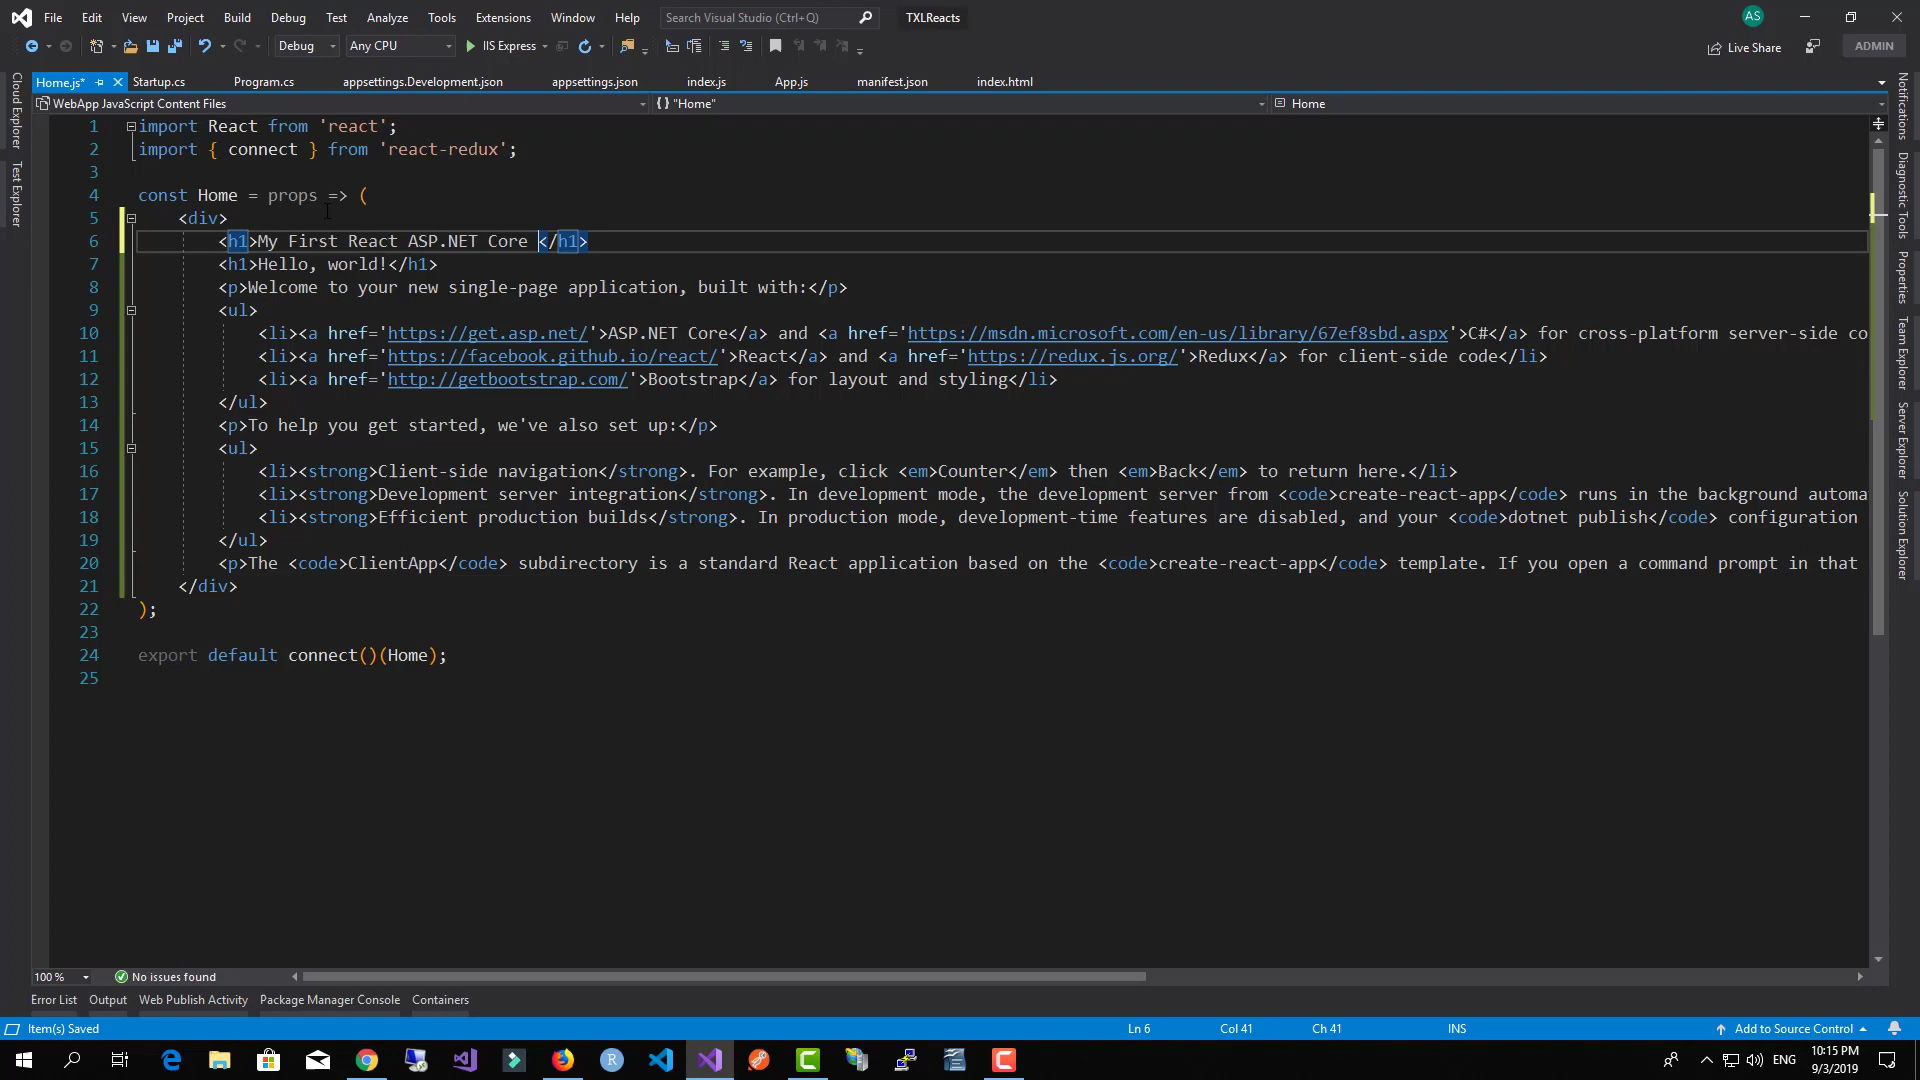 File Edit View Project Build Debug Test Analyze Tools Extensions Window Help Search Visual Studio (Ctrl+Q) TXLReacts AS
Debug Any CPU IIS Express Live Share ADMIN
Home.js* Startup.cs Program.cs appsettings.Development.json appsettings.json index.js App.js manifest.json index.html
WebApp JavaScript Content Files {} "Home" Home
Cloud Explorer
Test Explorer
1 import React from 'react';
2 import { connect } from 'react-redux';
3
4 const Home = props => (
5 <div>
6 <h1>My First React ASP.NET Core </h1>
7 <h1>Hello, world!</h1>
8 <p>Welcome to your new single-page application, built with:</p>
9 <ul>
10 <li><a href='https://get.asp.net/'>ASP.NET Core</a> and <a href='https://msdn.microsoft.com/en-us/library/67ef8sbd.aspx'>C#</a> for cross-platform server-side co
11 <li><a href='https://facebook.github.io/react/'>React</a> and <a href='https://redux.js.org/'>Redux</a> for client-side code</li>
12 <li><a href='http://getbootstrap.com/'>Bootstrap</a> for layout and styling</li>
13 </ul>
14 <p>To help you get started, we've also set up:</p>
15 <ul>
16 <li><strong>Client-side navigation</strong>. For example, click <em>Counter</em> then <em>Back</em> to return here.</li>
17 <li><strong>Development server integration</strong>. In development mode, the development server from <code>create-react-app</code> runs in the background automa
18 <li><strong>Efficient production builds</strong>. In production mode, development-time features are disabled, and your <code>dotnet publish</code> configuration
19 </ul>
20 <p>The <code>ClientApp</code> subdirectory is a standard React application based on the <code>create-react-app</code> template. If you open a command prompt in that
21 </div>
22 );
23
24 export default connect()(Home);
25
Notifications
Diagnostic Tools
Properties
Team Explorer
Server Explorer
Solution Explorer
100 % No issues found
Error List Output Web Publish Activity Package Manager Console Containers
Item(s) Saved Ln 6 Col 41 Ch 41 INS Add to Source Control
R ENG 10:15 PM
9/3/2019